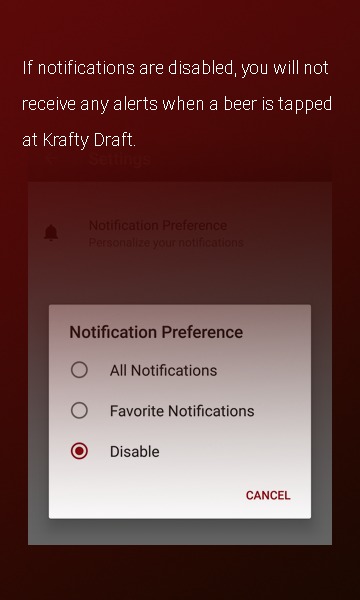 If notifications are disabled, you will not
receive any alerts when a beer is tapped
at Krafty Draft.
Settings
Notification Preference
Personalize your notifications
Notification Preference
All Notifications
Favorite Notifications
Disable
CANCEL